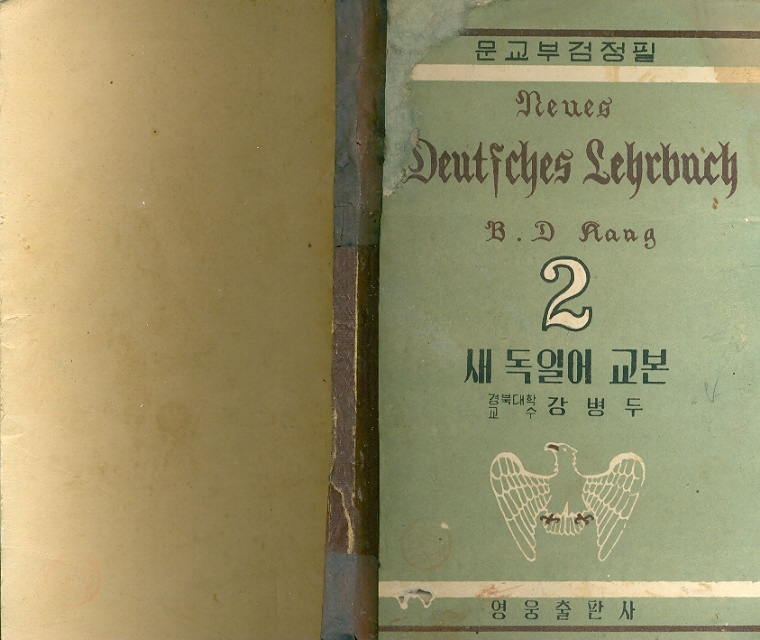 문교부검정필
Neues
Deutsches Lehrbuch
B. D Kang
2
새 독일어 교본
경북대학
교 수 강 병 두
영웅출판사